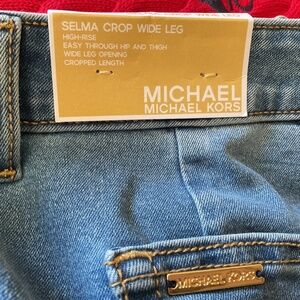 SELMA CROP WIDE LEG
HIGH-RISE
EASY THROUGH HIP AND THIGH
WIDE LEG OPENING
CROPPED LENGTH
MICHAEL
MICHAEL KORS
MICHAEL KORS